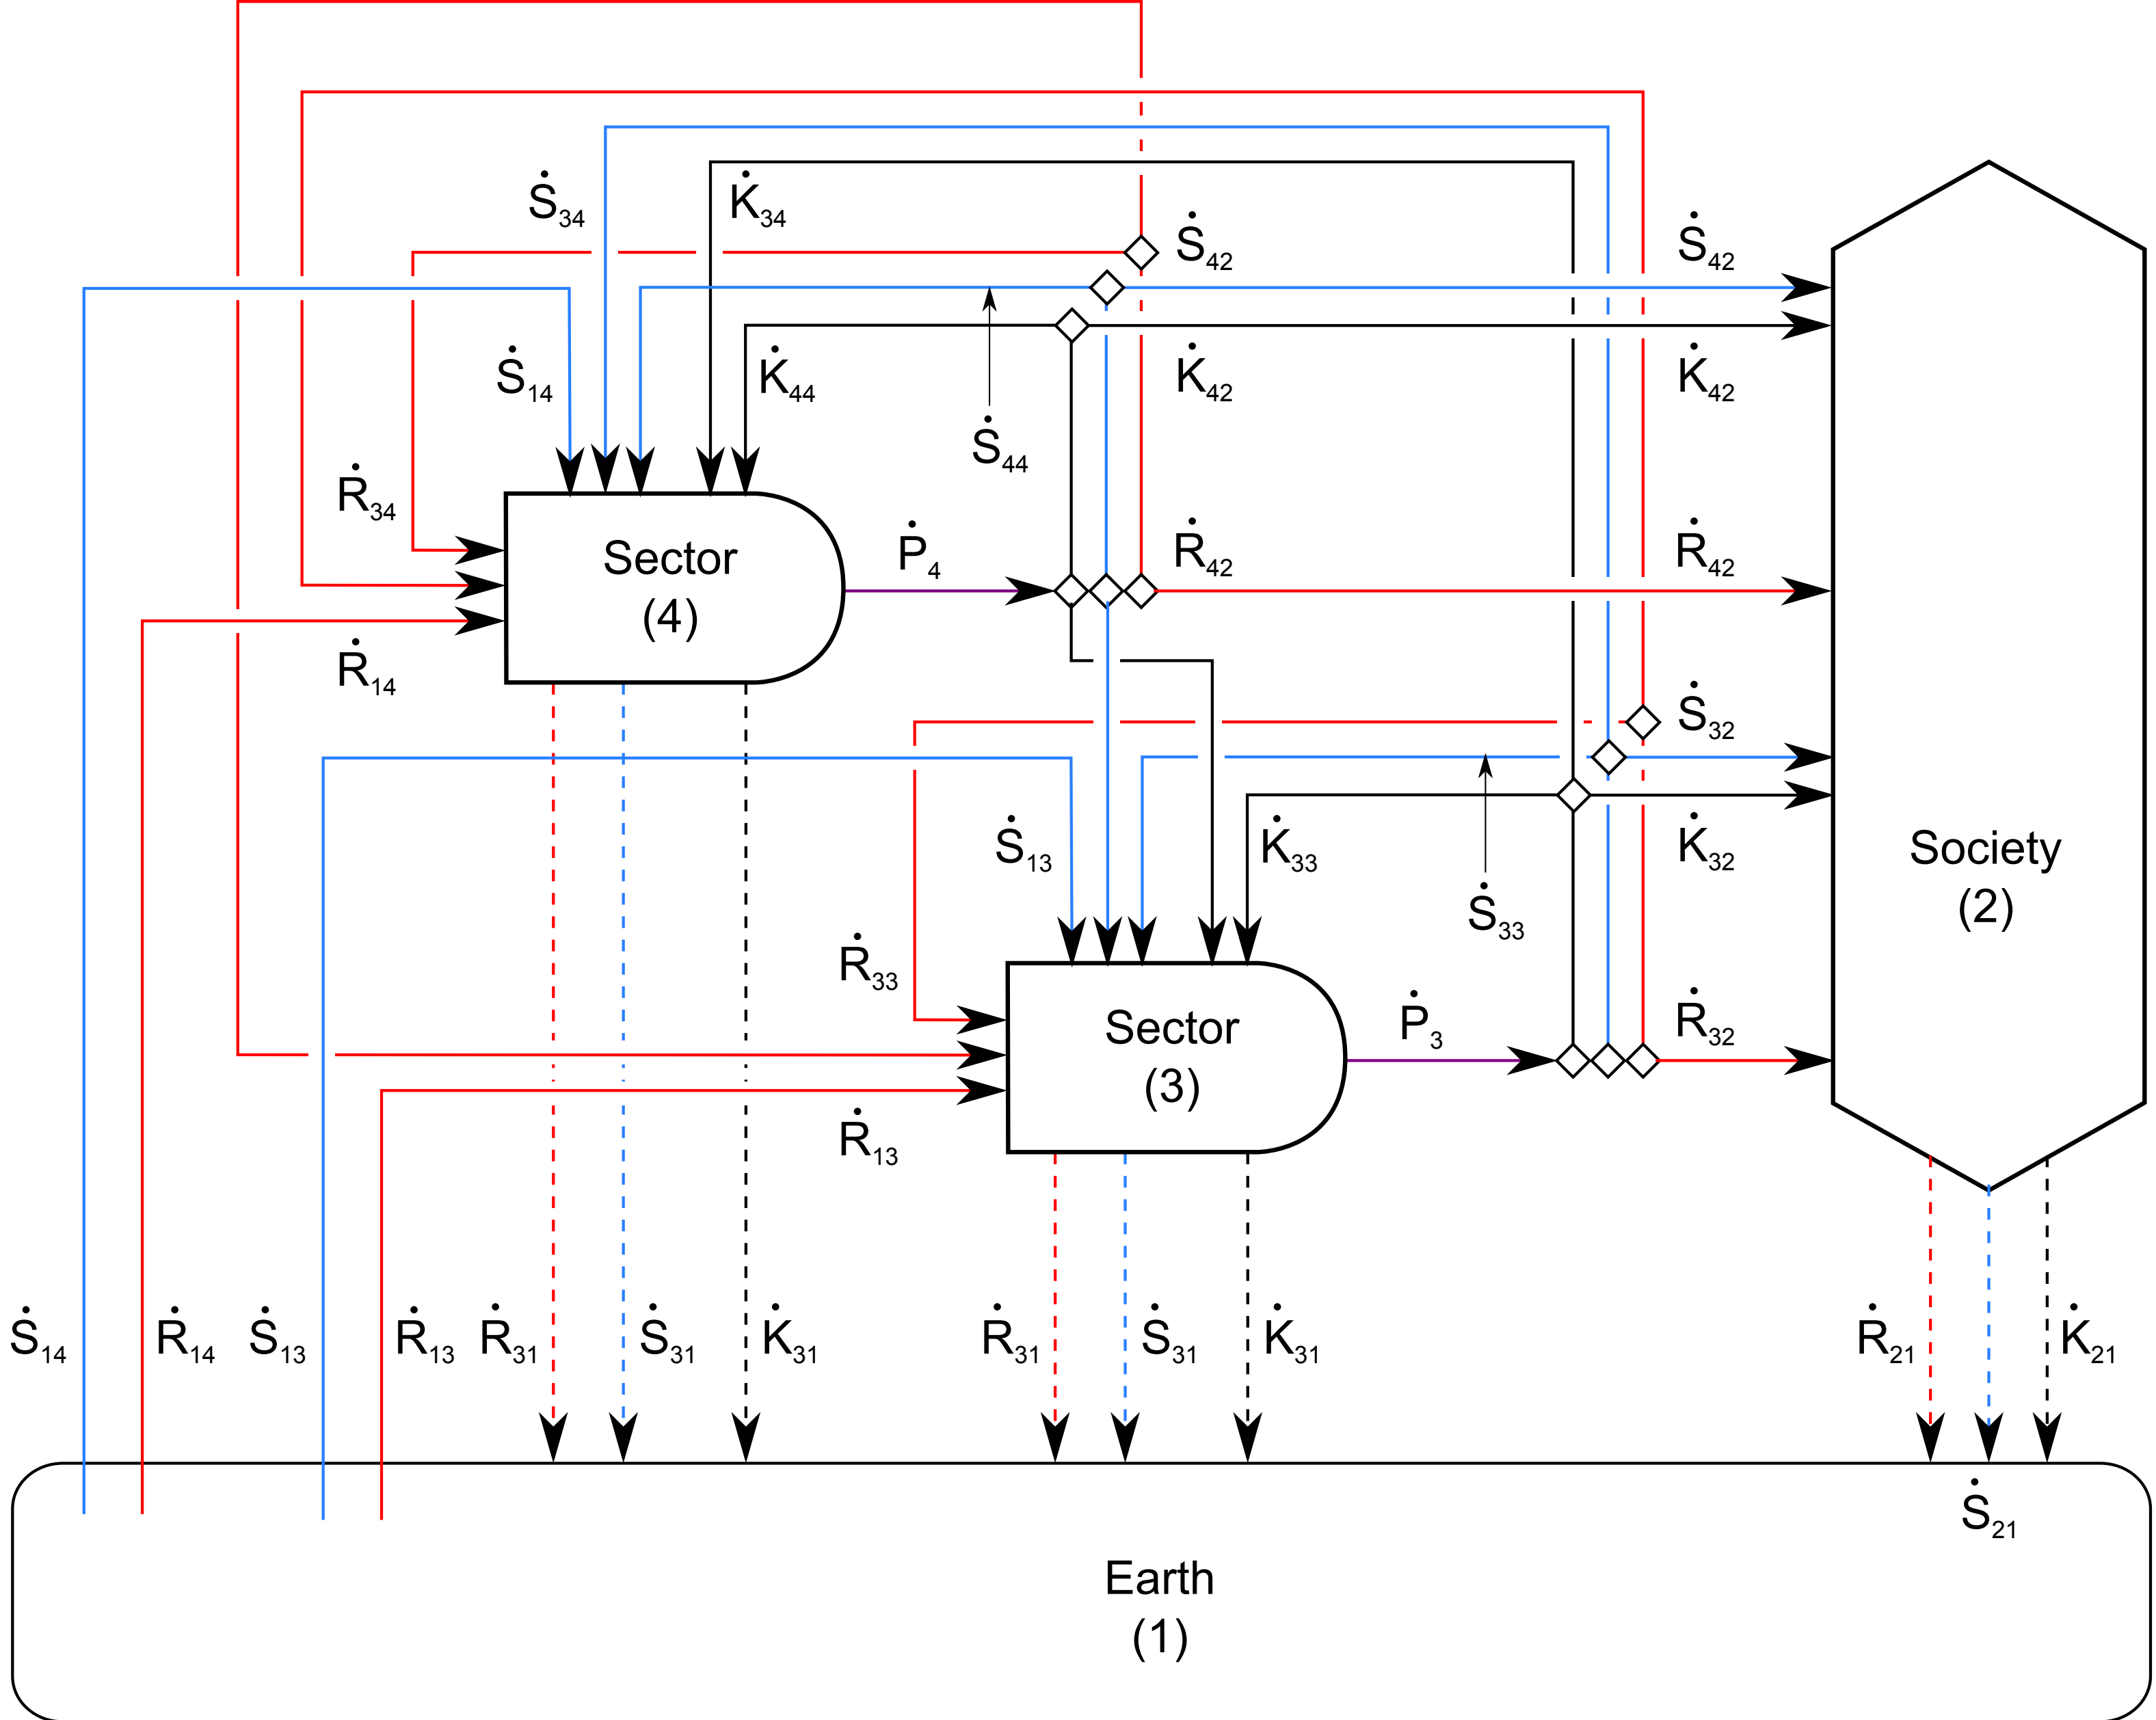 Ṡ34
K̇34
Ṡ42
Ṡ42
Ṡ14
K̇44
K̇42
K̇42
Ṡ44
Ṙ34
Sector
(4)
Ṗ4
Ṙ42
Ṙ42
Ṙ14
Ṡ32
Ṡ13
K̇33
K̇32
Society
(2)
Ṡ33
Ṙ33
Sector
(3)
Ṗ3
Ṙ32
Ṙ13
Ṡ14
Ṙ14
Ṡ13
Ṙ13
Ṙ31
Ṡ31
K̇31
Ṙ31
Ṡ31
K̇31
Ṙ21
K̇21
Ṡ21
Earth
(1)